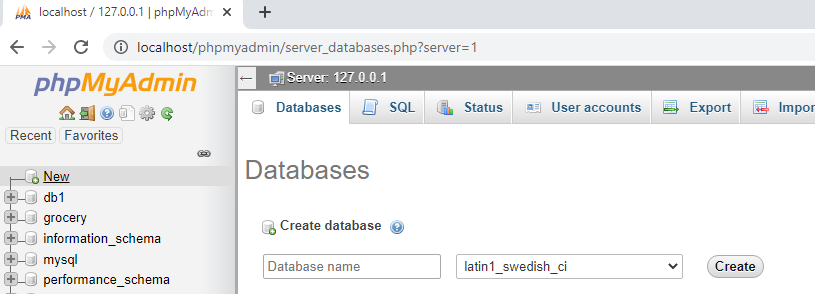 localhost / 127.0.0.1 | phpMyAdm
localhost/phpmyadmin/server_databases.php?server=1
phpMyAdmin
Recent Favorites
New
db1
grocery
information_schema
mysql
performance_schema
Server: 127.0.0.1
Databases SQL Status User accounts Export Impor
Databases
Create database
Database name latin1_swedish_ci Create